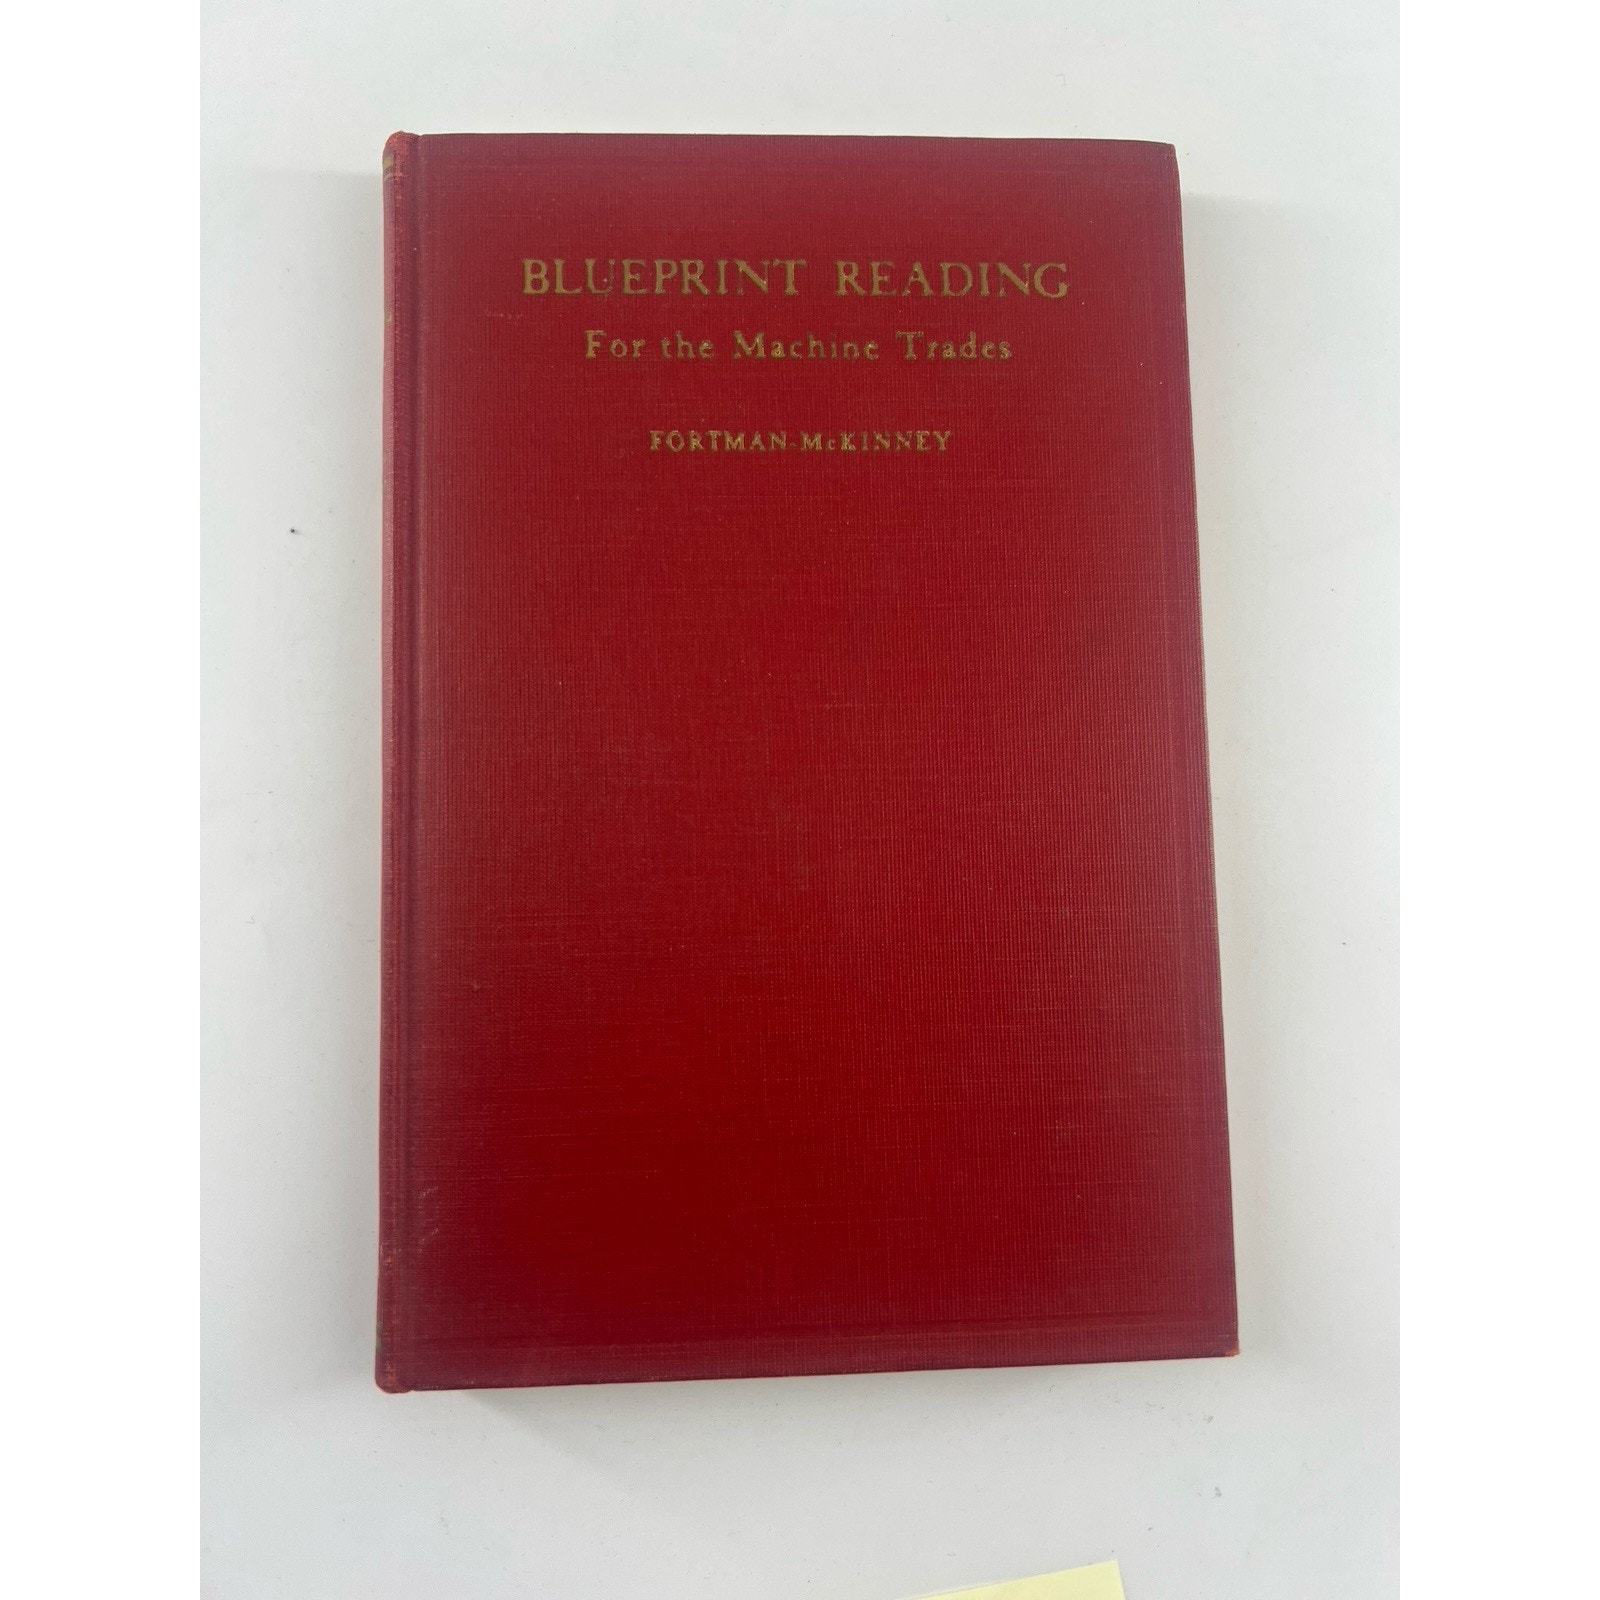 BLUEPRINT READING
For the Machine Trades
FORTMAN-McKINNEY